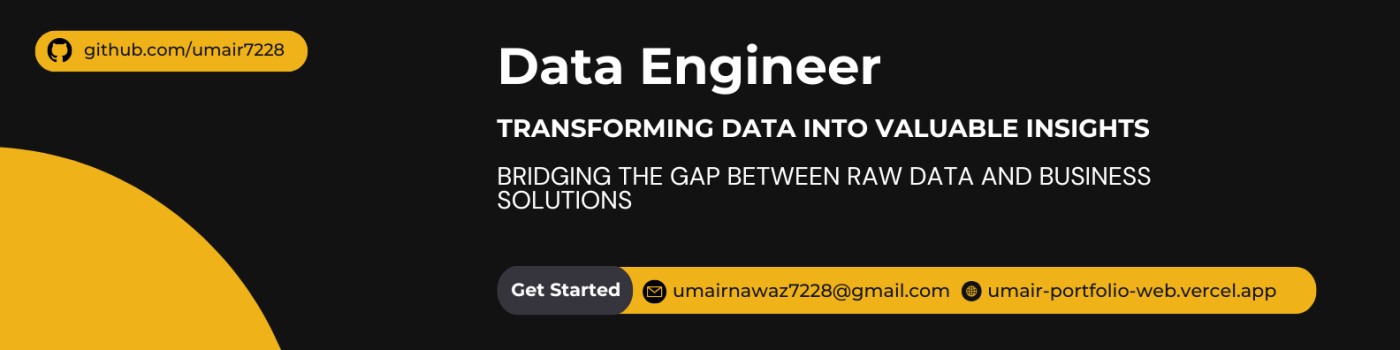 github.com/umair7228
Data Engineer
TRANSFORMING DATA INTO VALUABLE INSIGHTS
BRIDGING THE GAP BETWEEN RAW DATA AND BUSINESS
SOLUTIONS
Get Started umairnawaz7228@gmail.com umair-portfolio-web.vercel.app